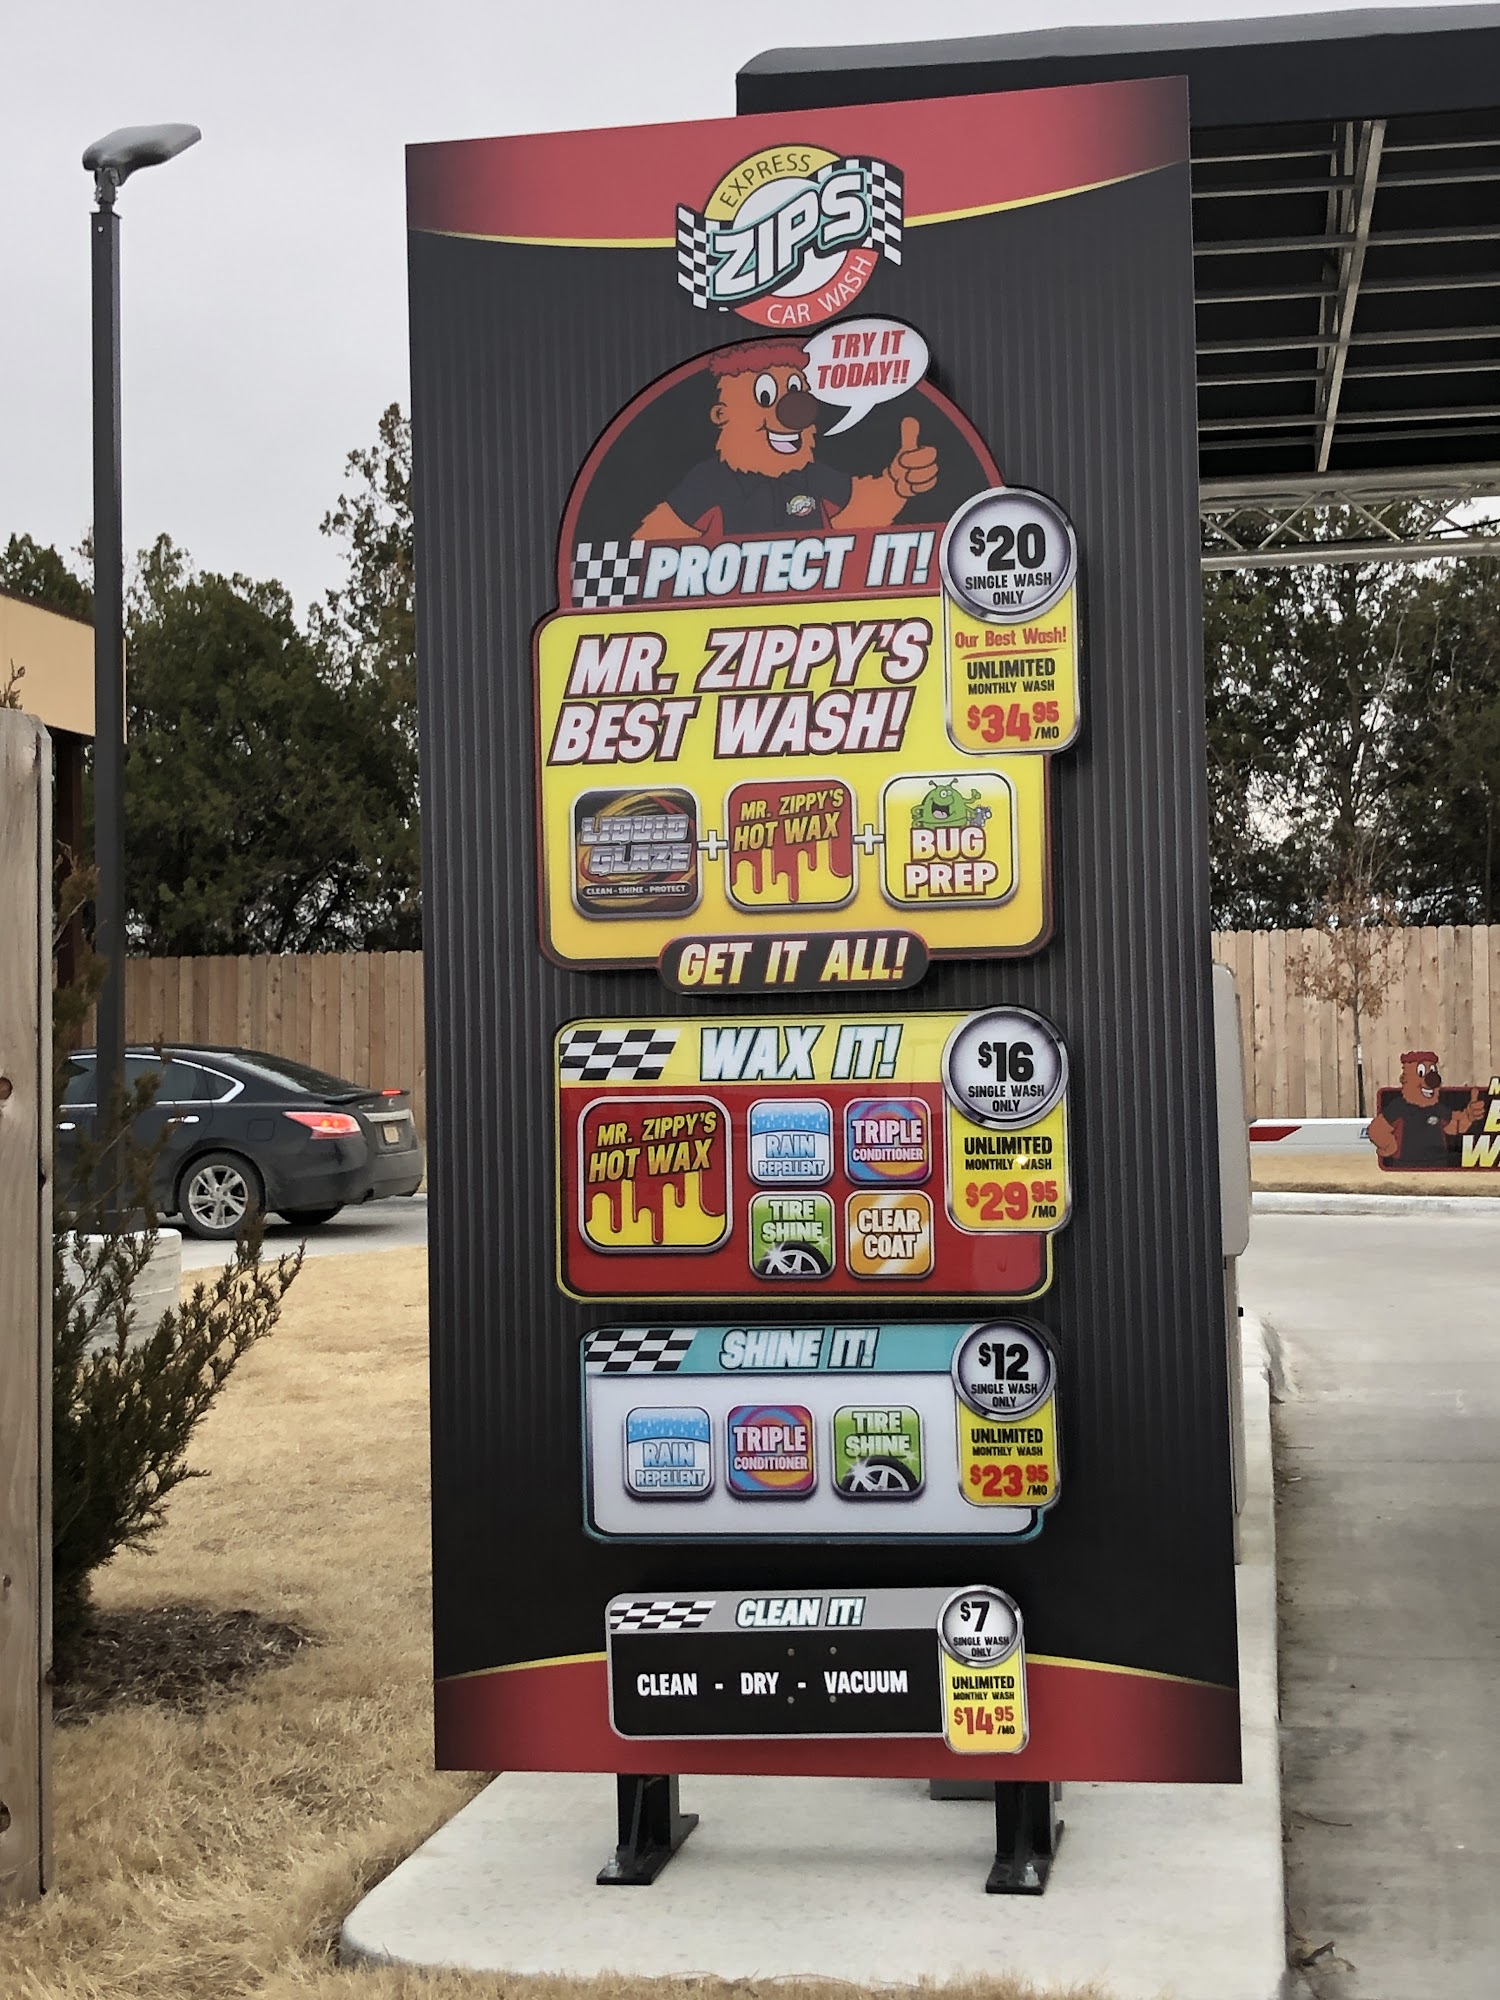 EXPRESS
ZIPS
CAR WASH
TRY IT
TODAY!!
PROTECT IT!
$20
SINGLE WASH
ONLY
MR. ZIPPY'S
BEST WASH!
Our Best Wash!
UNLIMITED
MONTHLY WASH
$34.95
/MO
LIQUID
GLAZE
CLEAN - SHINE - PROTECT
+
MR. ZIPPY'S
HOT WAX
+
BUG
PREP
GET IT ALL!
WAX IT!
$16
SINGLE WASH
ONLY
MR. ZIPPY'S
HOT WAX
RAIN
REPELLENT
TRIPLE
CONDITIONER
TIRE
SHINE
CLEAR
COAT
UNLIMITED
MONTHLY WASH
$29 95
/MO
SHINE IT!
$12
SINGLE WASH
ONLY
RAIN
REPELLENT
TRIPLE
CONDITIONER
TIRE
SHINE
UNLIMITED
MONTHLY WASH
$23 95
/MO
CLEAN IT!
$7
SINGLE WASH
ONLY
CLEAN - DRY - VACUUM
UNLIMITED
MONTHLY WASH
$14 95
/MO